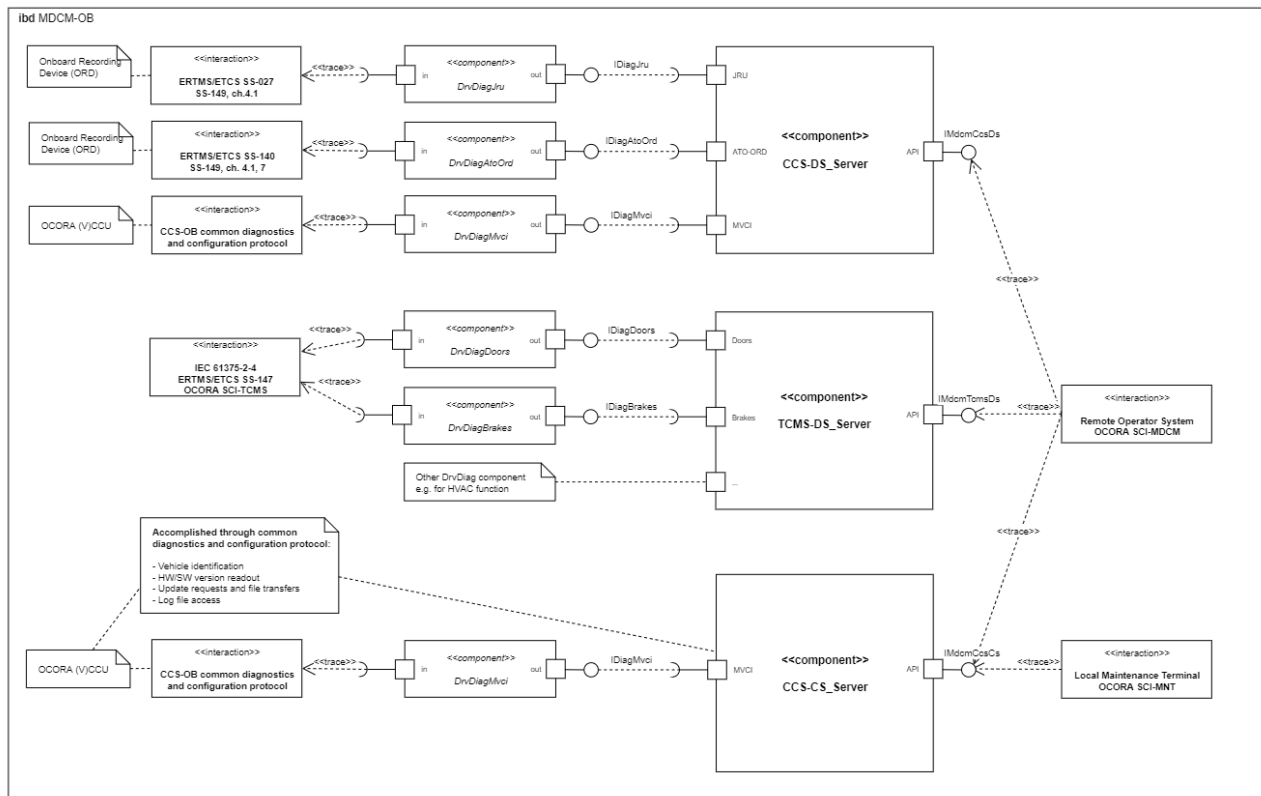 ibd MDCM-OB
Onboard Recording
Device (ORD)
<<interaction>>
ERTMS/ETCS SS-027
SS-149, ch.4.1
<<trace>>
in
<<component>>
DrvDiagJru
out
IDiagJru
JRU
Onboard Recording
Device (ORD)
<<interaction>>
ERTMS/ETCS SS-140
SS-149, ch. 4.1, 7
<<trace>>
in
<<component>>
DrvDiagAtoOrd
out
IDiagAtoOrd
ATO-ORD
<<component>>
CCS-DS_Server
API
IMdcmCcsDs
OCORA (V)CCU
<<interaction>>
CCS-OB common diagnostics
and configuration protocol
<<trace>>
in
<<component>>
DrvDiagMvci
out
IDiagMvci
MVCI
<<trace>>
<<interaction>>
IEC 61375-2-4
ERTMS/ETCS SS-147
OCORA SCI-TCMS
<<trace>>
in
<<component>>
DrvDiagDoors
out
IDiagDoors
Doors
<<trace>>
in
<<component>>
DrvDiagBrakes
out
IDiagBrakes
Brakes
<<component>>
TCMS-DS_Server
API
IMdcmTcmsDs
<<trace>>
<<interaction>>
Remote Operator System
OCORA SCI-MDCM
Other DrvDiag component
e.g. for HVAC function
...
<<trace>>
Accomplished through common
diagnostics and configuration protocol:
- Vehicle identification
- HW/SW version readout
- Update requests and file transfers
- Log file access
OCORA (V)CCU
<<interaction>>
CCS-OB common diagnostics
and configuration protocol
<<trace>>
in
<<component>>
DrvDiagMvci
out
IDiagMvci
MVCI
<<component>>
CCS-CS_Server
API
IMdcmCcsCs
<<trace>>
<<interaction>>
Local Maintenance Terminal
OCORA SCI-MNT